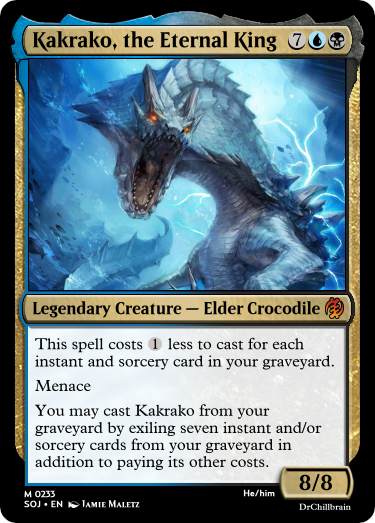 Kakrako, the Eternal King 7
Legendary Creature — Elder Crocodile
This spell costs 1 less to cast for each
instant and sorcery card in your graveyard.
Menace
You may cast Kakrako from your
graveyard by exiling seven instant and/or
sorcery cards from your graveyard in
addition to paying its other costs.
8/8
M 0233
SOJ • EN Jamie Maletz
He/him
DrChillbrain